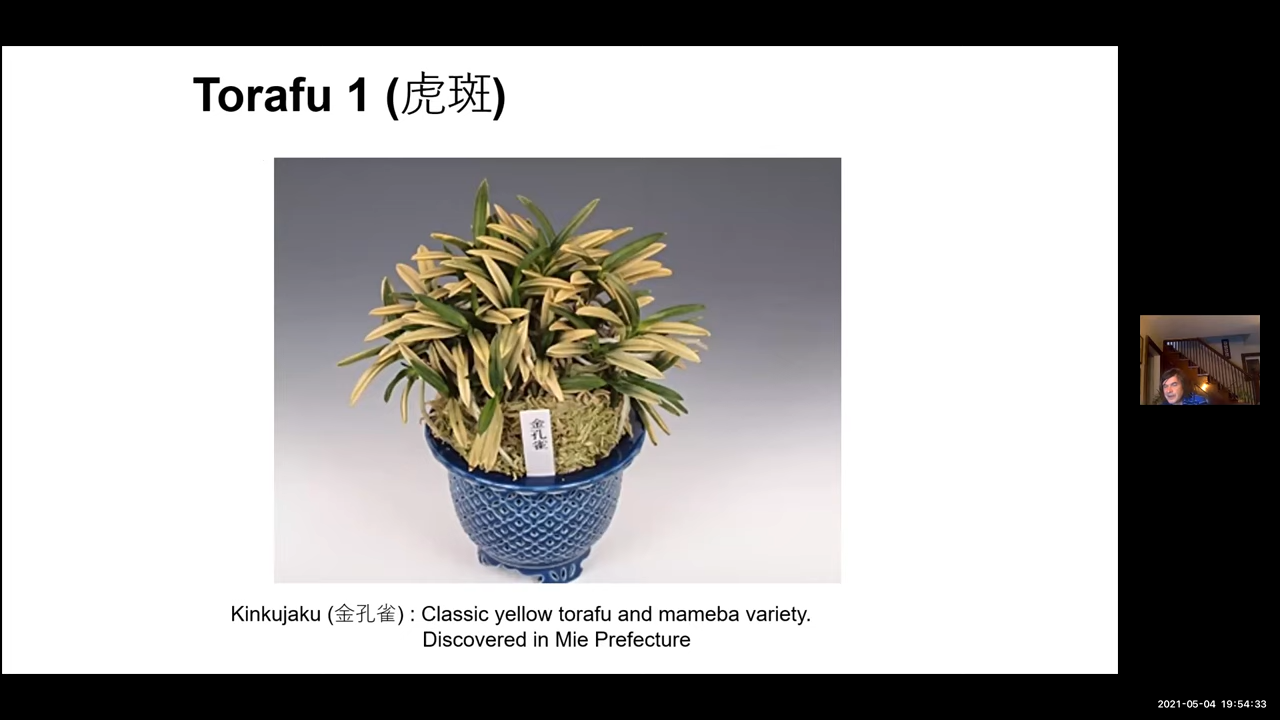 Torafu 1 (虎斑)
金孔雀
Kinkujaku (金孔雀) : Classic yellow torafu and mameba variety.
Discovered in Mie Prefecture
2021-05-04 19:54:33